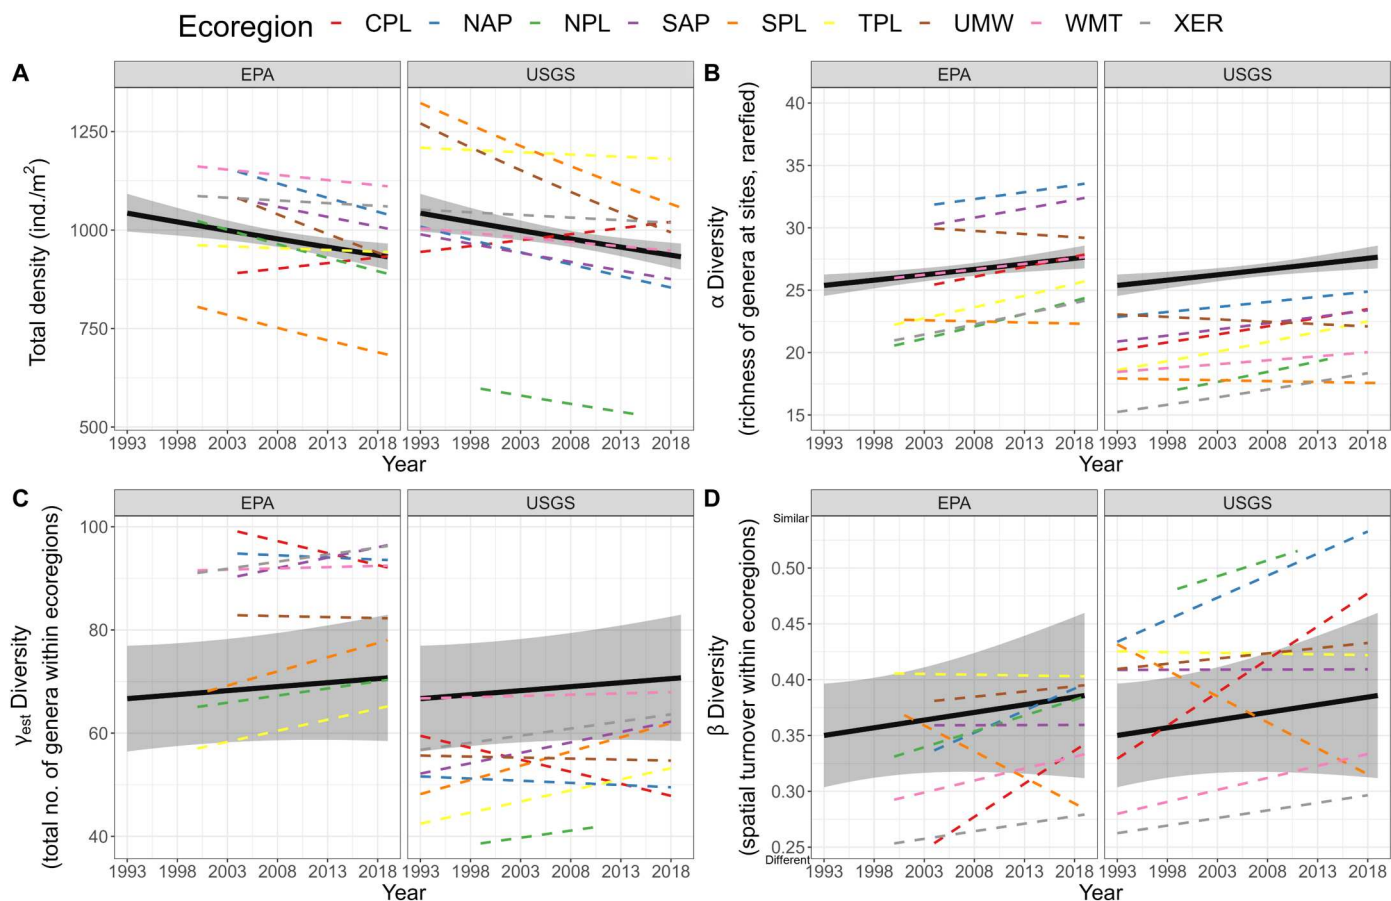 Ecoregion CPL NAP NPL SAP SPL TPL UMW WMT XER
A
EPA
USGS
Total density (ind./m²)
1250
1000
750
500
1993 1998 2003 2008 2013 2018 1993 1998 2003 2008 2013 2018
Year
B
EPA
USGS
α Diversity
(richness of genera at sites, rarefied)
40
35
30
25
20
15
1993 1998 2003 2008 2013 2018 1993 1998 2003 2008 2013 2018
Year
C
EPA
USGS
γest Diversity
(total no. of genera within ecoregions)
100
80
60
40
1993 1998 2003 2008 2013 2018 1993 1998 2003 2008 2013 2018
Year
D
EPA
USGS
β Diversity
(spatial turnover within ecoregions)
Similar
0.50
0.45
0.40
0.35
0.30
0.25
Different
1993 1998 2003 2008 2013 2018 1993 1998 2003 2008 2013 2018
Year